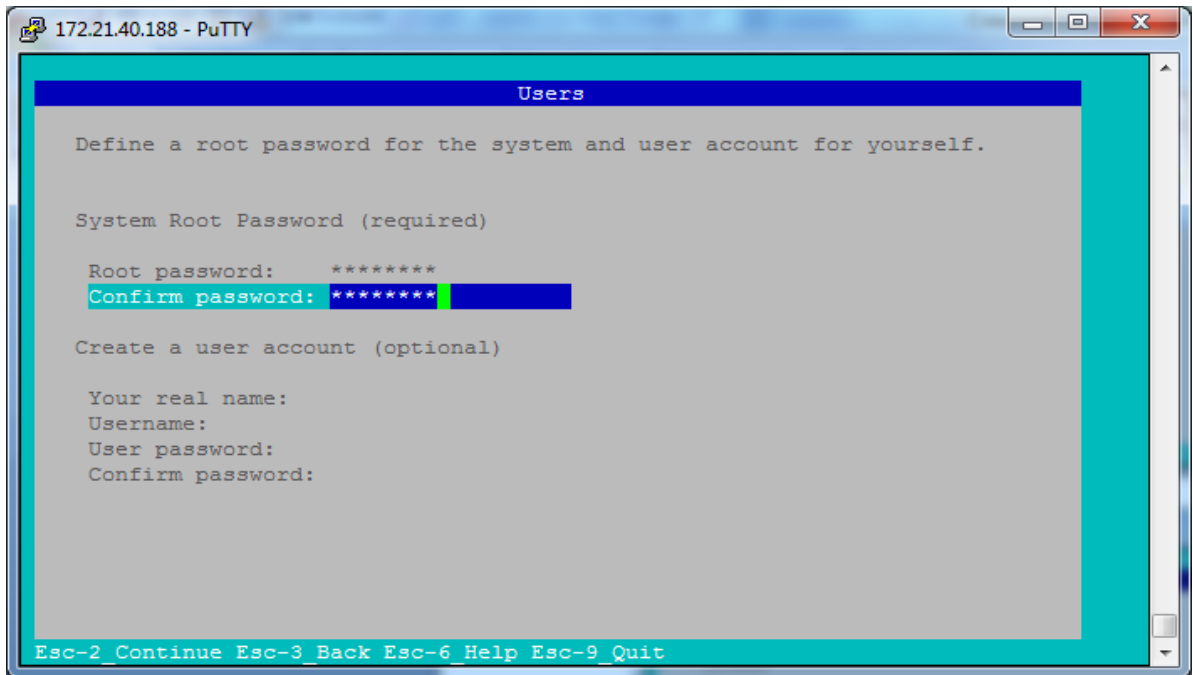 172.21.40.188 - PuTTY
Users
Define a root password for the system and user account for yourself.
System Root Password (required)
Root password: ********
Confirm password: ********
Create a user account (optional)
Your real name:
Username:
User password:
Confirm password:
Esc-2_Continue Esc-3_Back Esc-6_Help Esc-9_Quit